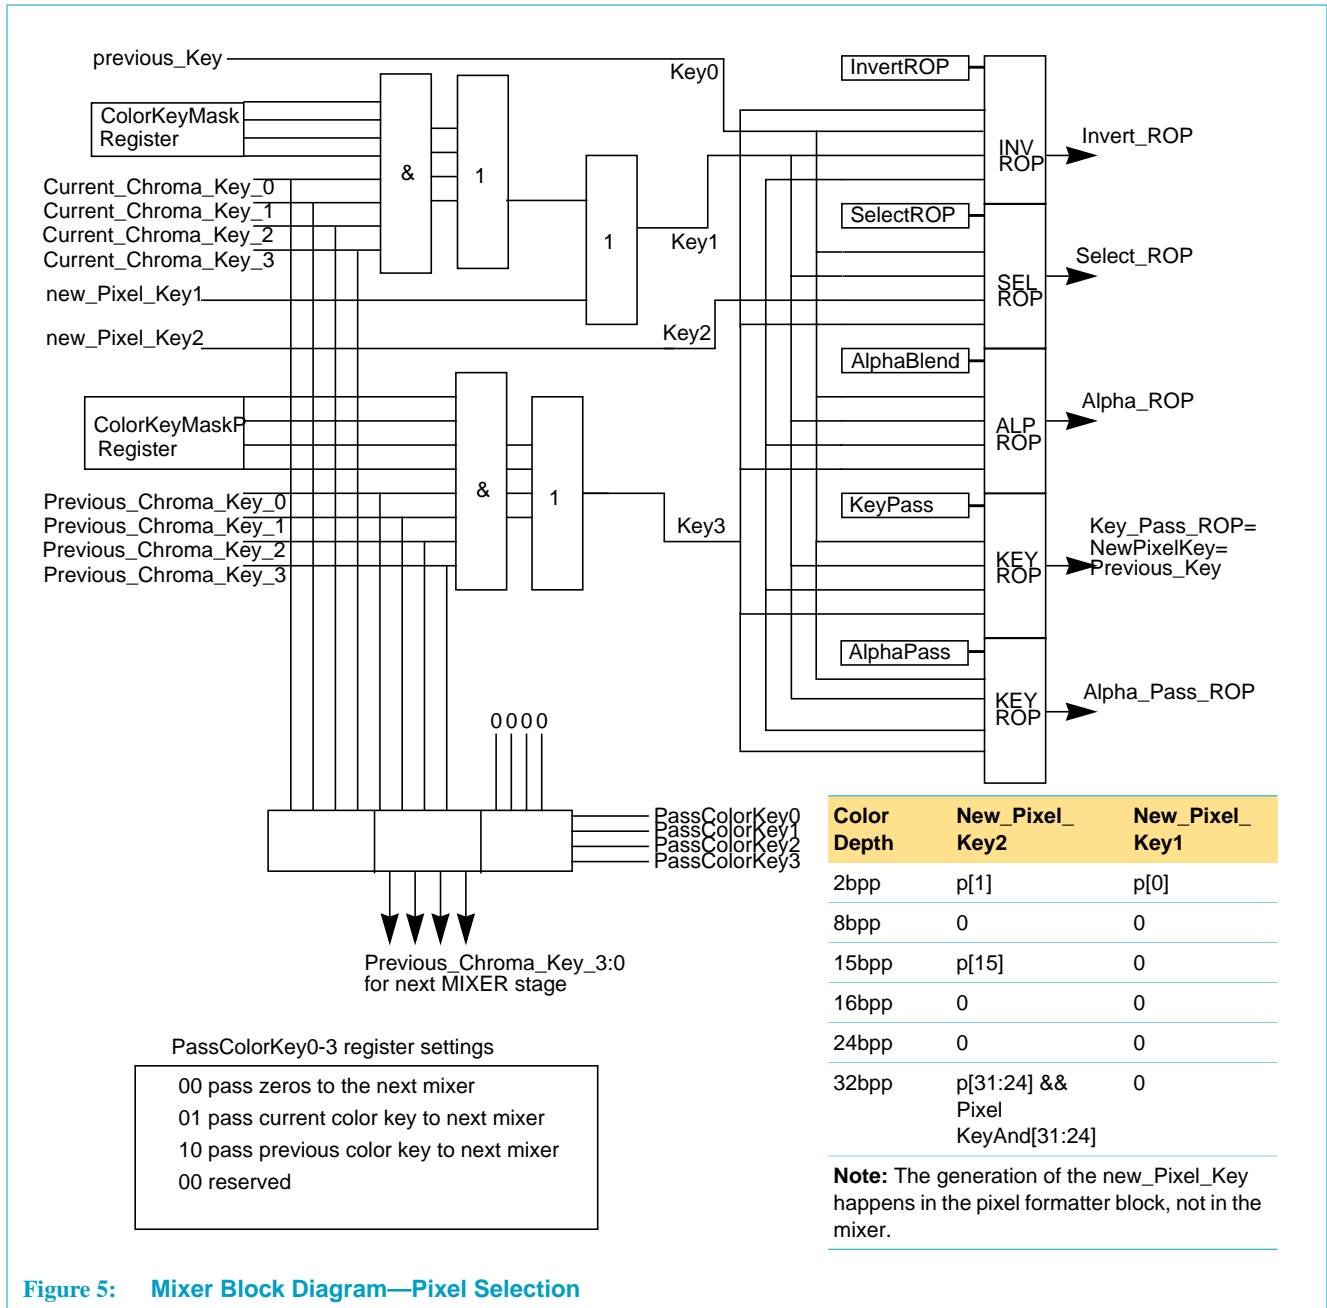 previous_Key
Key0
InvertROP
ColorKeyMask
Register
INV
ROP
Invert_ROP
&
1
Current_Chroma_Key_0
Current_Chroma_Key_1
Current_Chroma_Key_2
Current_Chroma_Key_3
SelectROP
1
Key1
Select_ROP
new_Pixel_Key1
SEL
ROP
new_Pixel_Key2
Key2
AlphaBlend
ColorKeyMaskP
Register
Alpha_ROP
ALP
ROP
&
1
Previous_Chroma_Key_0
Previous_Chroma_Key_1
Previous_Chroma_Key_2
Previous_Chroma_Key_3
KeyPass
Key3
KEY
ROP
Key_Pass_ROP=
NewPixelKey=
Previous_Key
AlphaPass
KEY
ROP
Alpha_Pass_ROP
0 0 0 0
PassColorKey0
PassColorKey1
PassColorKey2
PassColorKey3
Previous_Chroma_Key_3:0
for next MIXER stage
PassColorKey0-3 register settings
00 pass zeros to the next mixer
01 pass current color key to next mixer
10 pass previous color key to next mixer
00 reserved
Color Depth New_Pixel_Key2 New_Pixel_Key1
2bpp p[1] p[0]
8bpp 0 0
15bpp p[15] 0
16bpp 0 0
24bpp 0 0
32bpp p[31:24] && 0
Pixel
KeyAnd[31:24]
Note: The generation of the new_Pixel_Key
happens in the pixel formatter block, not in the
mixer.
Figure 5: Mixer Block Diagram—Pixel Selection